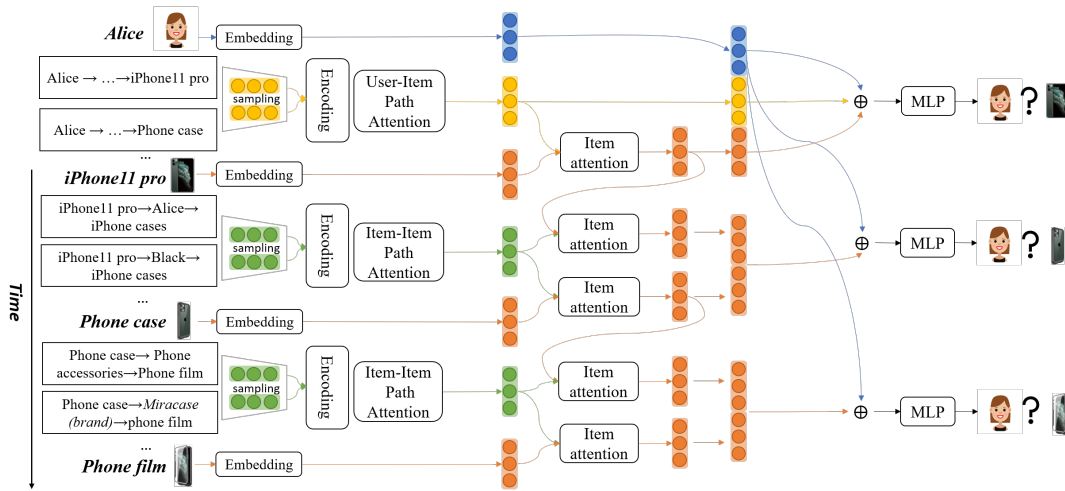 Alice
Embedding
Alice → …→iPhone11 pro
Alice → …→Phone case
...
sampling
Encoding
User-Item
Path
Attention
Item
attention
⊕
MLP
?
iPhone11 pro
Embedding
iPhone11 pro→Alice→
iPhone cases
iPhone11 pro→Black→
iPhone cases
...
sampling
Encoding
Item-Item
Path
Attention
Item
attention
Item
attention
⊕
MLP
?
Time
Phone case
Embedding
Phone case→ Phone
accessories→Phone film
Phone case→Miracase
(brand)→phone film
...
sampling
Encoding
Item-Item
Path
Attention
Item
attention
Item
attention
⊕
MLP
?
Phone film
Embedding